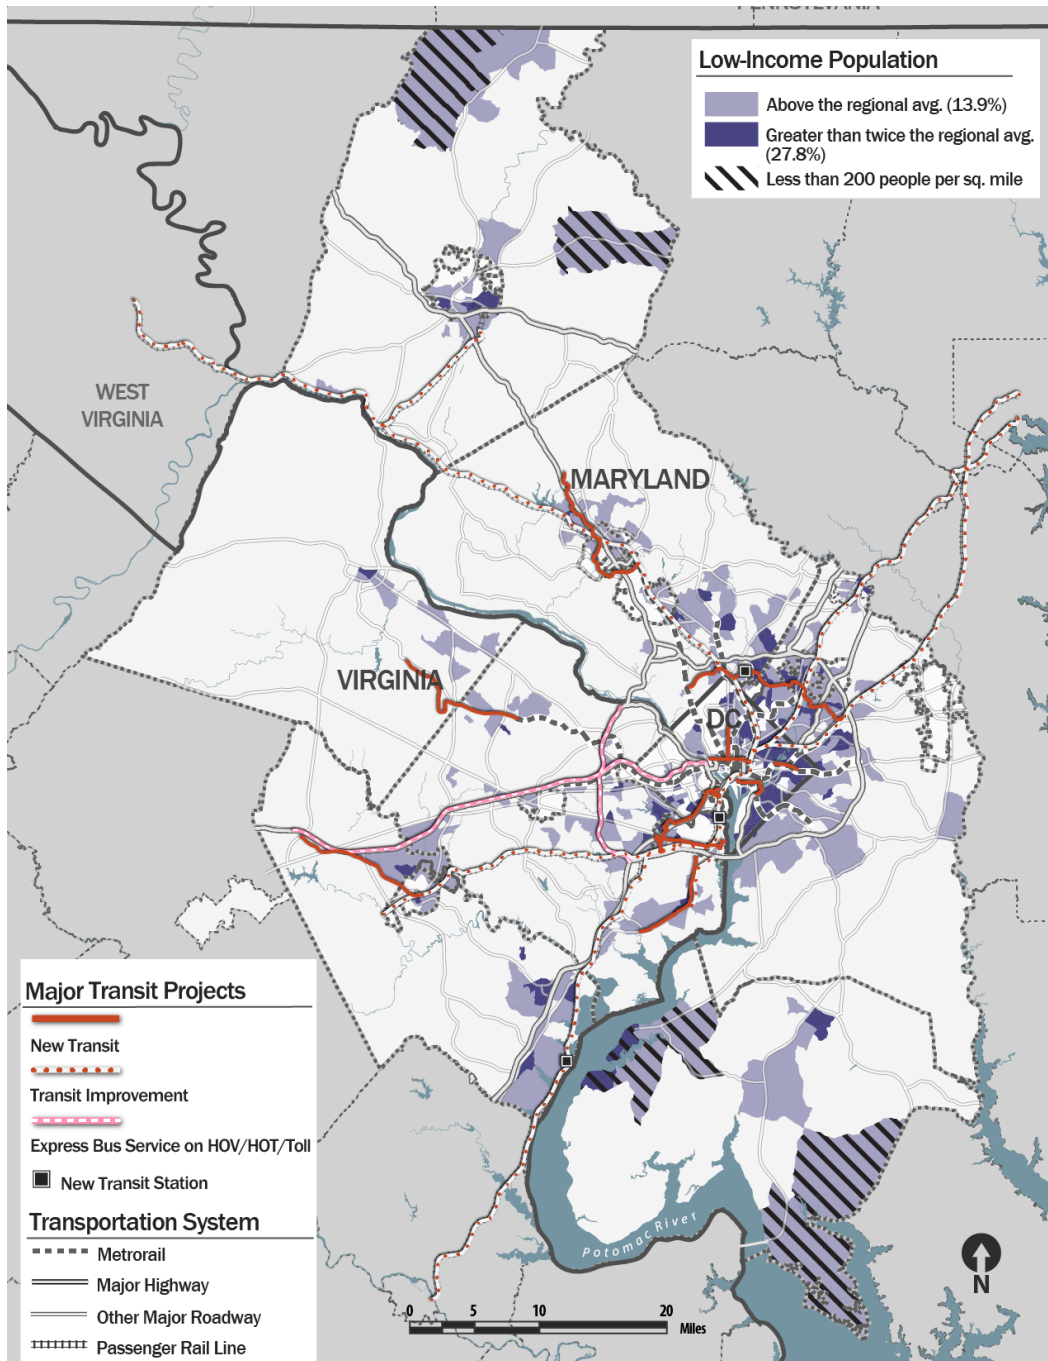 PENNSYLVANIA
Low-Income Population
Above the regional avg. (13.9%)
Greater than twice the regional avg.
(27.8%)
Less than 200 people per sq. mile
WEST
VIRGINIA
MARYLAND
VIRGINIA
DC
Major Transit Projects
New Transit
Transit Improvement
Express Bus Service on HOV/HOT/Toll
New Transit Station
Transportation System
Metrorail
Major Highway
Other Major Roadway
Passenger Rail Line
Potomac River
N
0 5 10 20
Miles